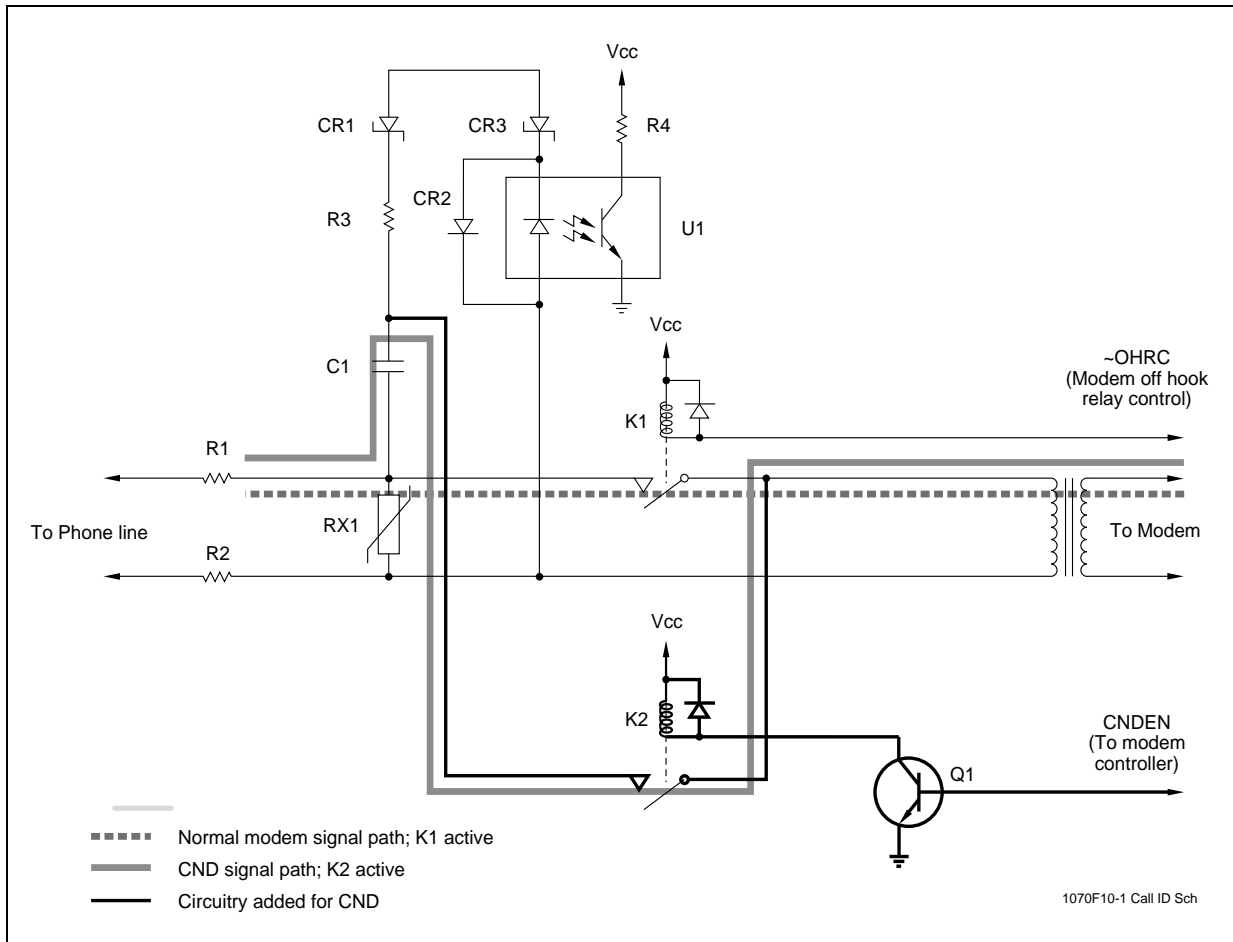 Vcc
CR1
CR3
R4
CR2
R3
U1
Vcc
C1
~OHRC
(Modem off hook
relay control)
K1
R1
RX1
To Phone line
To Modem
R2
Vcc
K2
CNDEN
(To modem
controller)
Q1
Normal modem signal path; K1 active
CND signal path; K2 active
Circuitry added for CND
1070F10-1 Call ID Sch